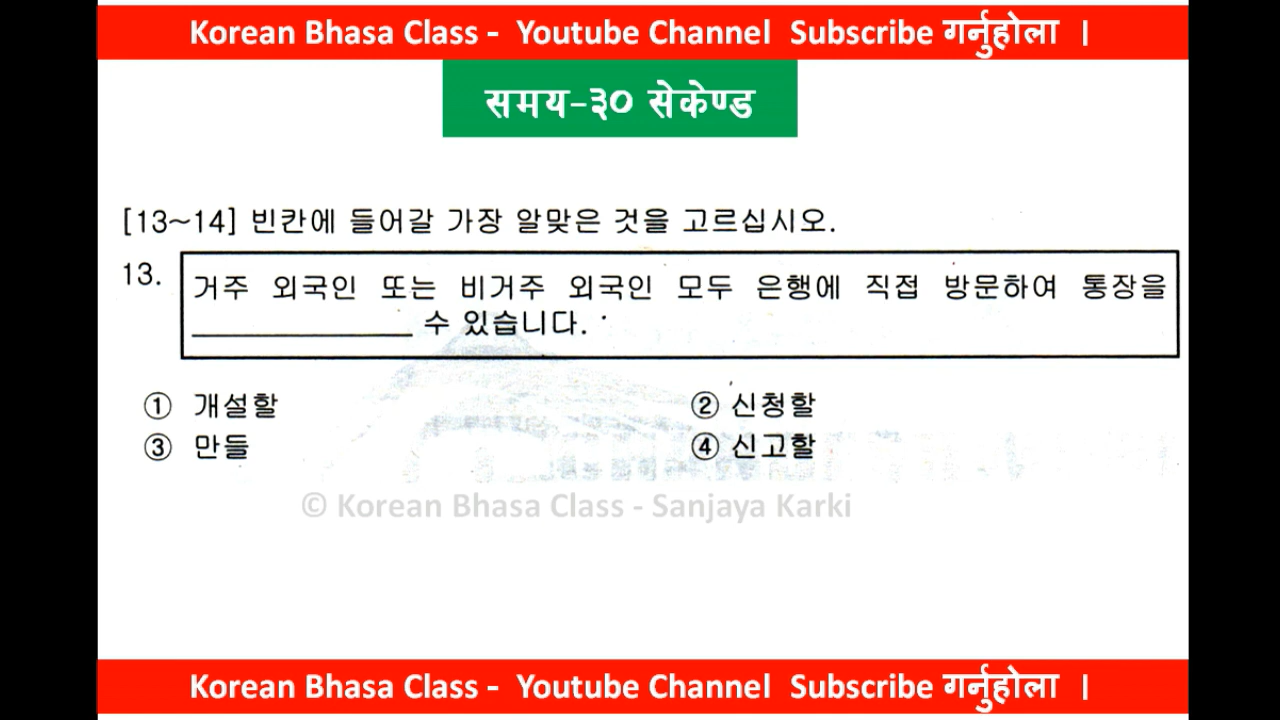 Korean Bhasa Class - Youtube Channel Subscribe गर्नुहोला ।
समय-३० सेकेण्ड
[13~14] 빈칸에 들어갈 가장 알맞은 것을 고르십시오.
13. 거주 외국인 또는 비거주 외국인 모두 은행에 직접 방문하여 통장을
____________ 수 있습니다.
① 개설할 ② 신청할
③ 만들 ④ 신고할
© Korean Bhasa Class - Sanjaya Karki
Korean Bhasa Class - Youtube Channel Subscribe गर्नुहोला ।